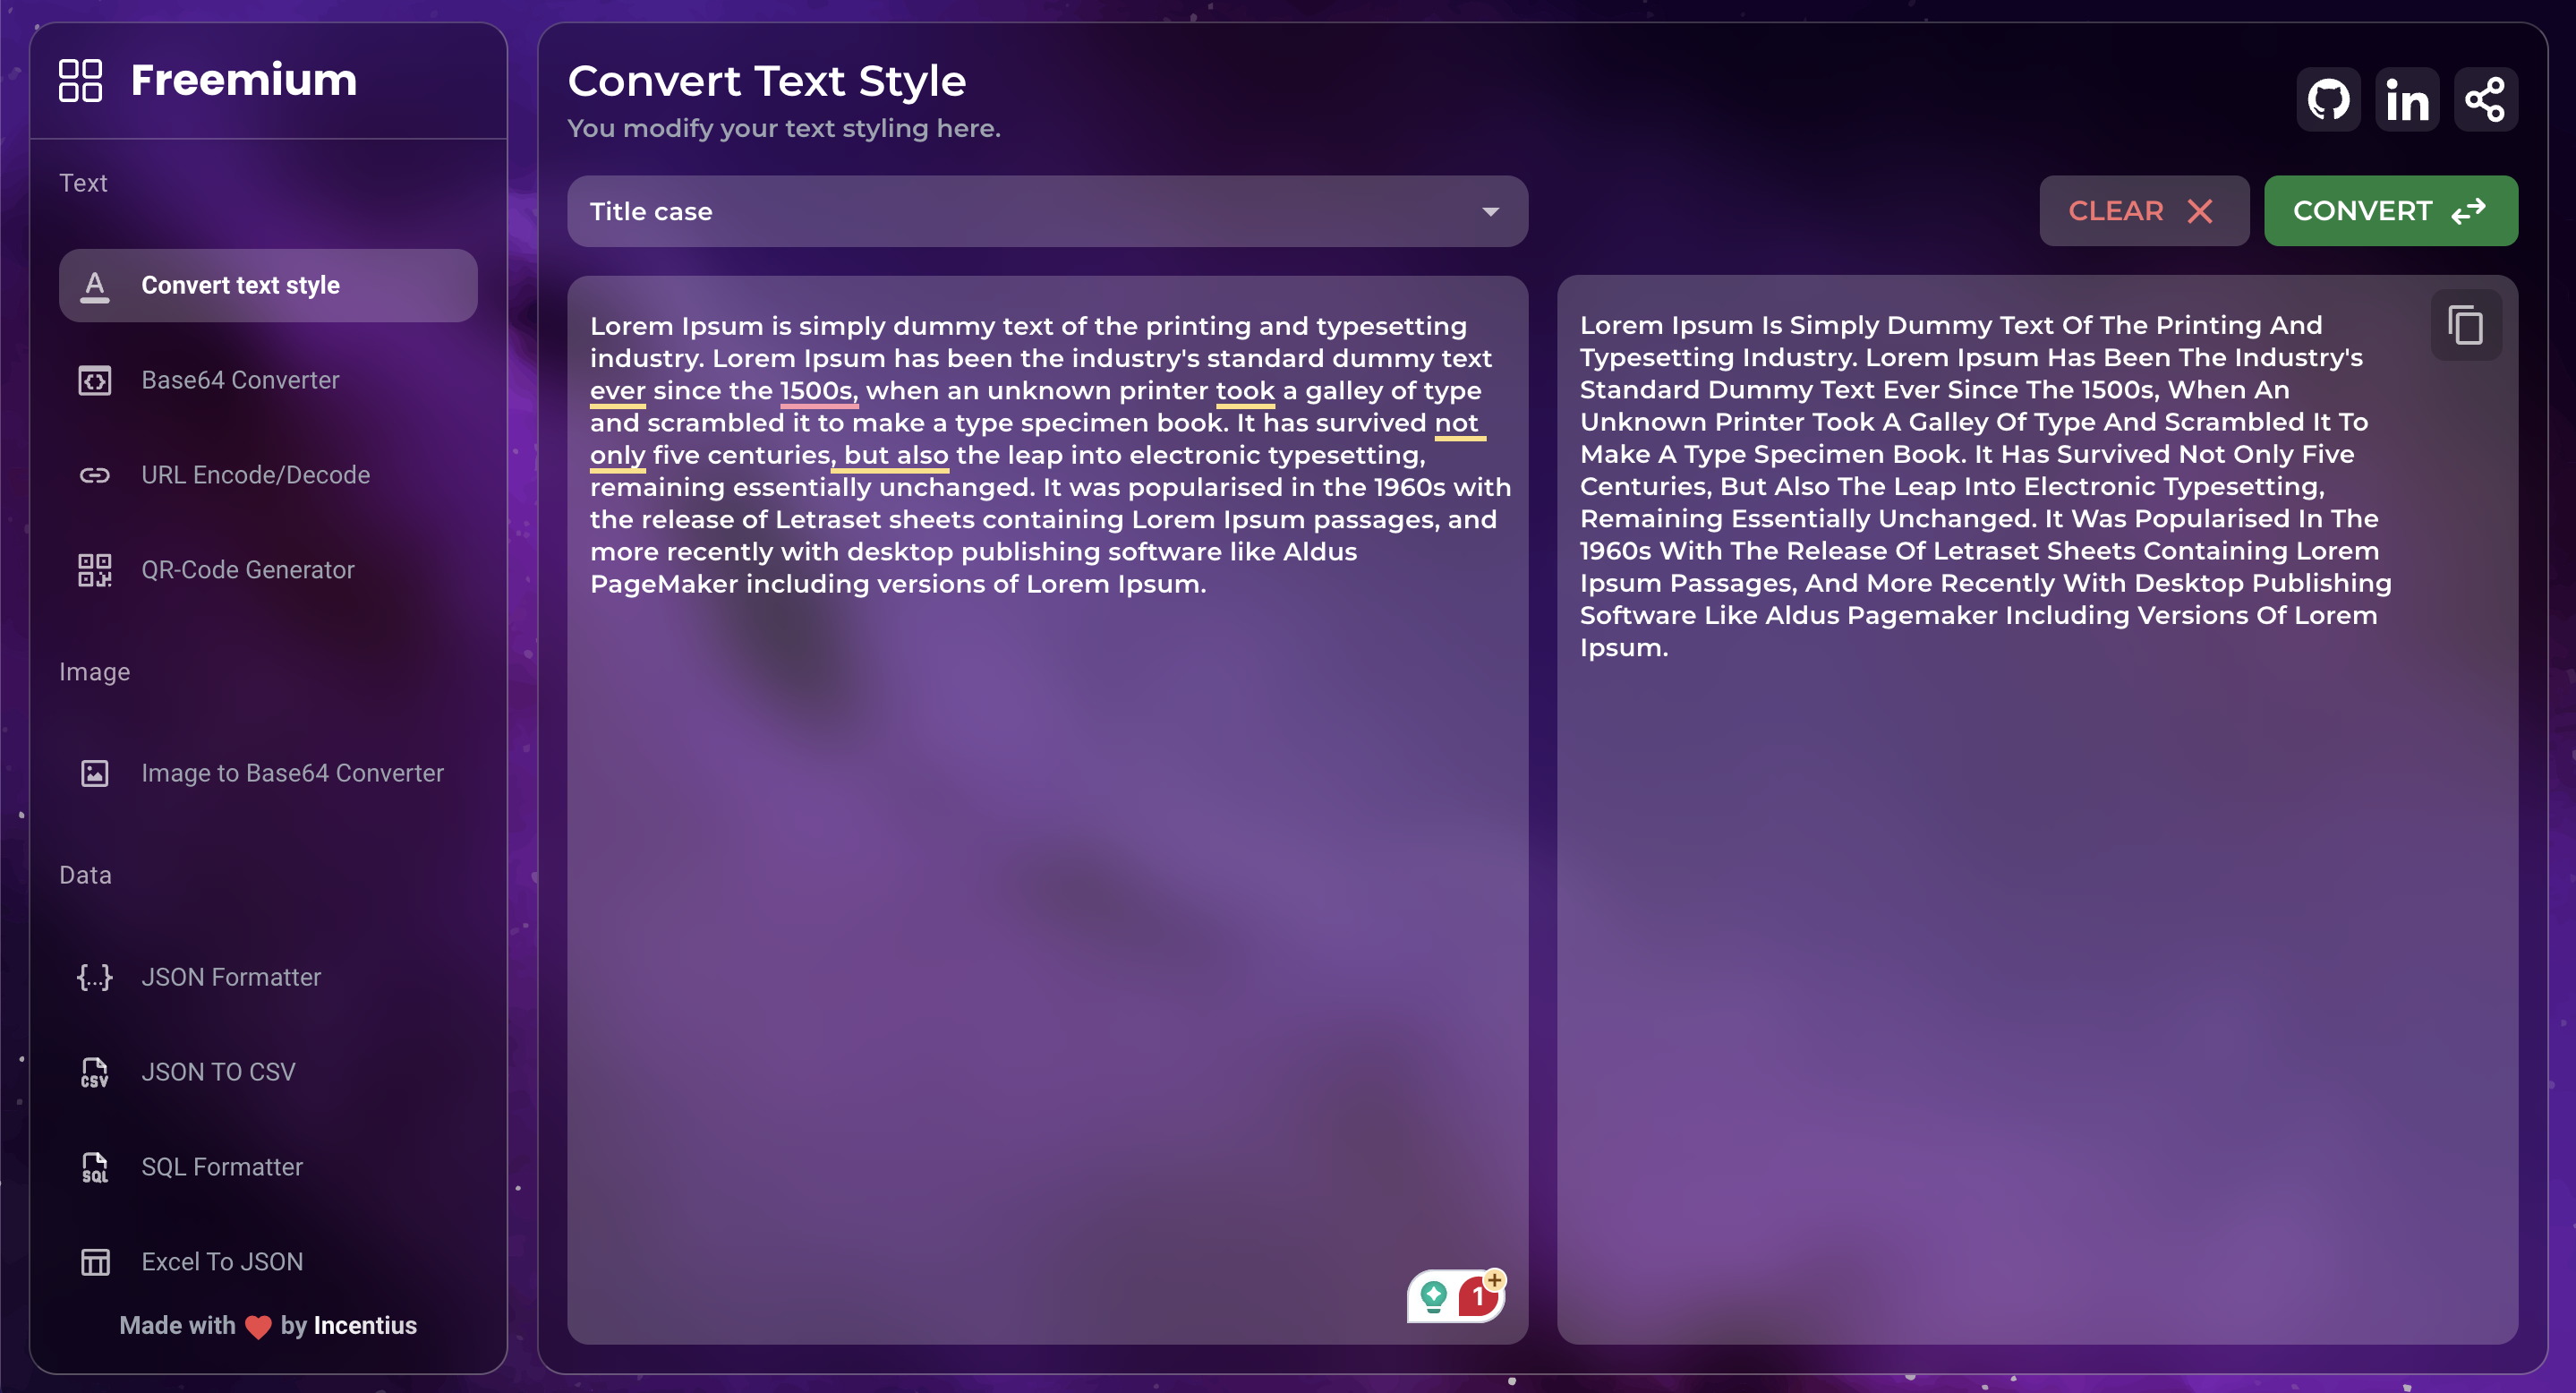 Freemium
Text
Convert text style
Base64 Converter
URL Encode/Decode
QR-Code Generator
Image
Image to Base64 Converter
Data
JSON Formatter
JSON TO CSV
SQL Formatter
Excel To JSON
Made with ❤ by Incentius
Convert Text Style
You modify your text styling here.
Title case
CLEAR
CONVERT
Lorem Ipsum is simply dummy text of the printing and typesetting
industry. Lorem Ipsum has been the industry's standard dummy text
ever since the 1500s, when an unknown printer took a galley of type
and scrambled it to make a type specimen book. It has survived not
only five centuries, but also the leap into electronic typesetting,
remaining essentially unchanged. It was popularised in the 1960s with
the release of Letraset sheets containing Lorem Ipsum passages, and
more recently with desktop publishing software like Aldus
PageMaker including versions of Lorem Ipsum.
1
Lorem Ipsum Is Simply Dummy Text Of The Printing And
Typesetting Industry. Lorem Ipsum Has Been The Industry's
Standard Dummy Text Ever Since The 1500s, When An
Unknown Printer Took A Galley Of Type And Scrambled It To
Make A Type Specimen Book. It Has Survived Not Only Five
Centuries, But Also The Leap Into Electronic Typesetting,
Remaining Essentially Unchanged. It Was Popularised In The
1960s With The Release Of Letraset Sheets Containing Lorem
Ipsum Passages, And More Recently With Desktop Publishing
Software Like Aldus Pagemaker Including Versions Of Lorem
Ipsum.